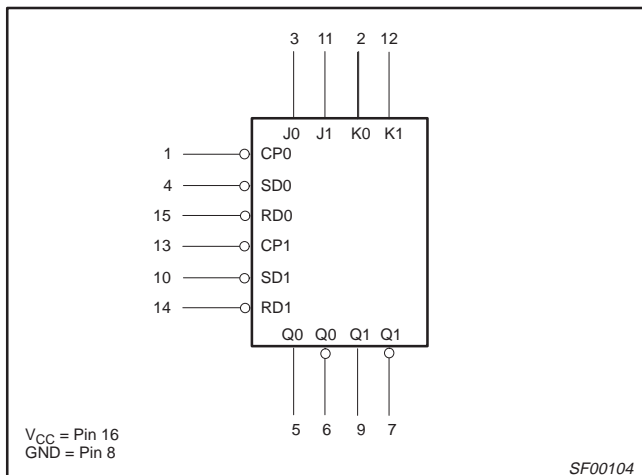 3 11 2 12
J0 J1 K0 K1
1 CP0
4 SD0
15 RD0
13 CP1
10 SD1
14 RD1
Q0 Q0 Q1 Q1
5 6 9 7
VCC = Pin 16
GND = Pin 8
SF00104